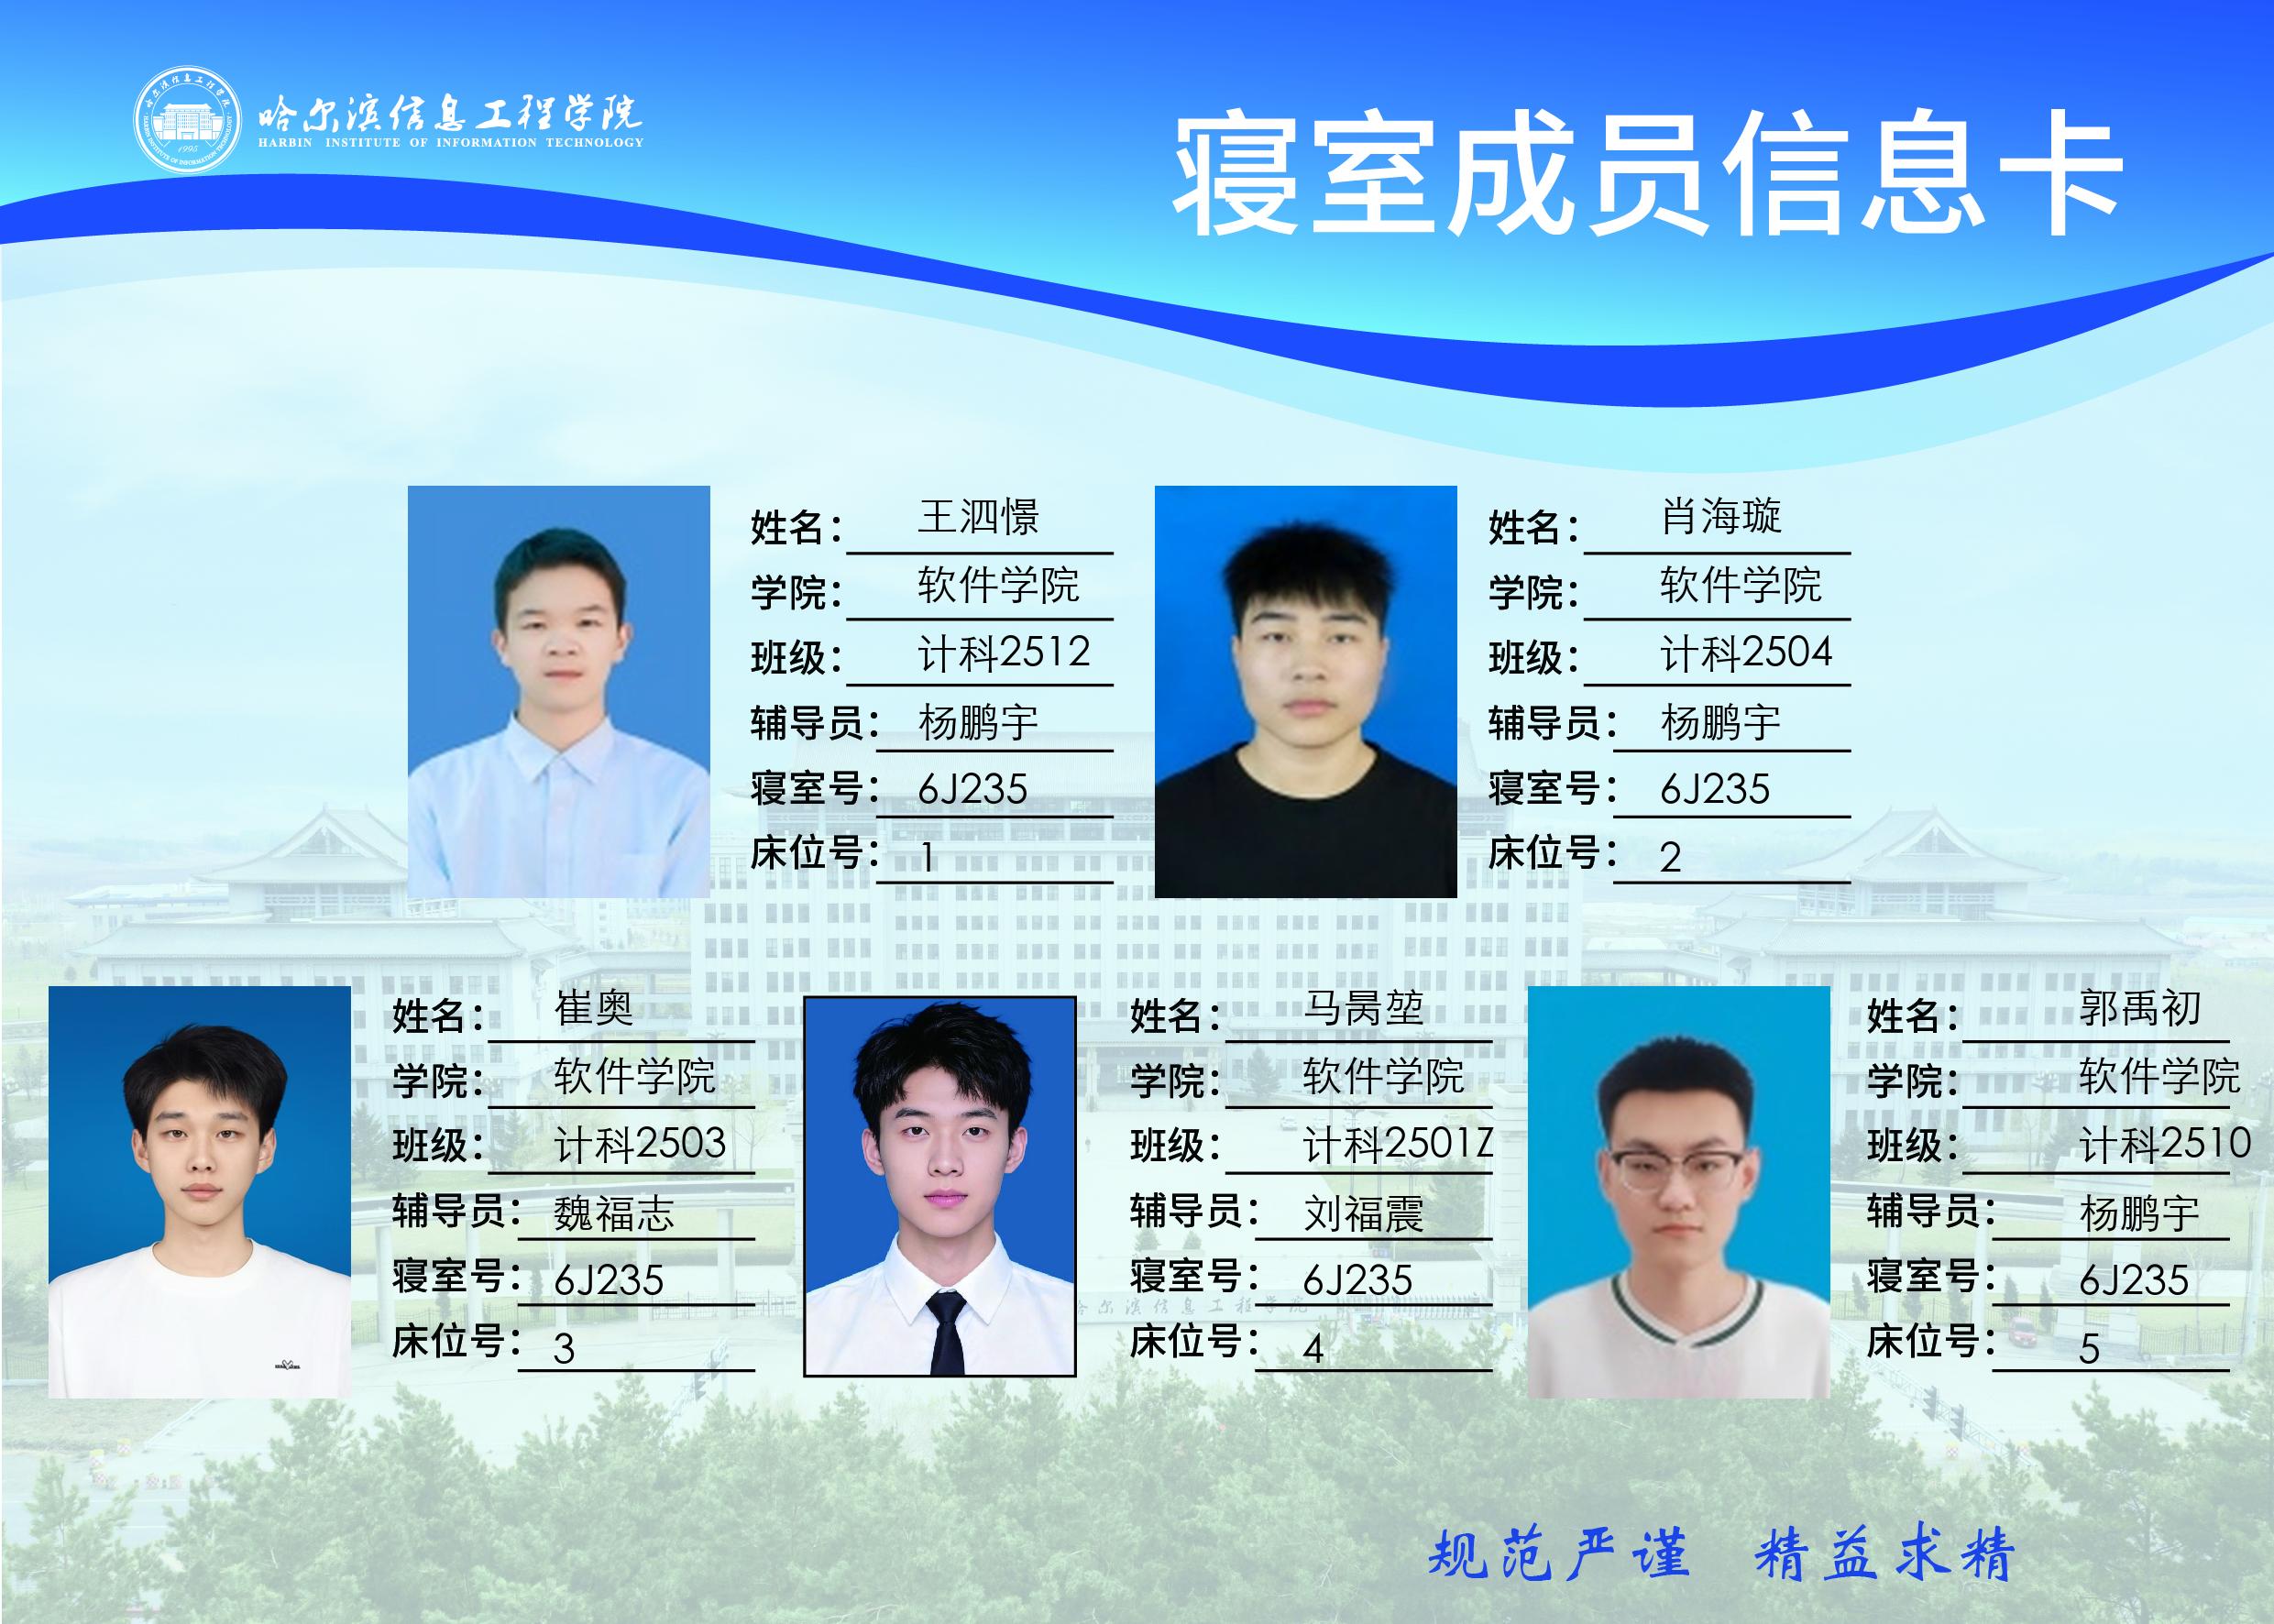 哈尔滨信息工程学院
HARBIN INSTITUTE OF INFORMATION TECHNOLOGY
1995
寝室成员信息卡
姓名： 王泗憬
学院： 软件学院
班级： 计科2512
辅导员： 杨鹏宇
寝室号： 6J235
床位号： 1
姓名： 肖海璇
学院： 软件学院
班级： 计科2504
辅导员： 杨鹏宇
寝室号： 6J235
床位号： 2
姓名： 崔奥
学院： 软件学院
班级： 计科2503
辅导员： 魏福志
寝室号： 6J235
床位号： 3
姓名： 马昺堃
学院： 软件学院
班级： 计科2501Z
辅导员： 刘福震
寝室号： 6J235
床位号： 4
姓名： 郭禹初
学院： 软件学院
班级： 计科2510
辅导员： 杨鹏宇
寝室号： 6J235
床位号： 5
哈尔滨信息工程学院
规范严谨 精益求精